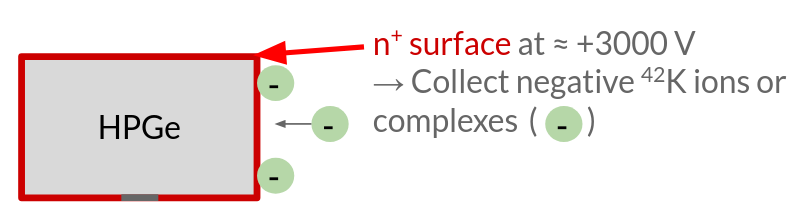 n⁺ surface at ≈ +3000 V
→ Collect negative ⁴²K ions or
complexes ( - )
HPGe
-
-
-